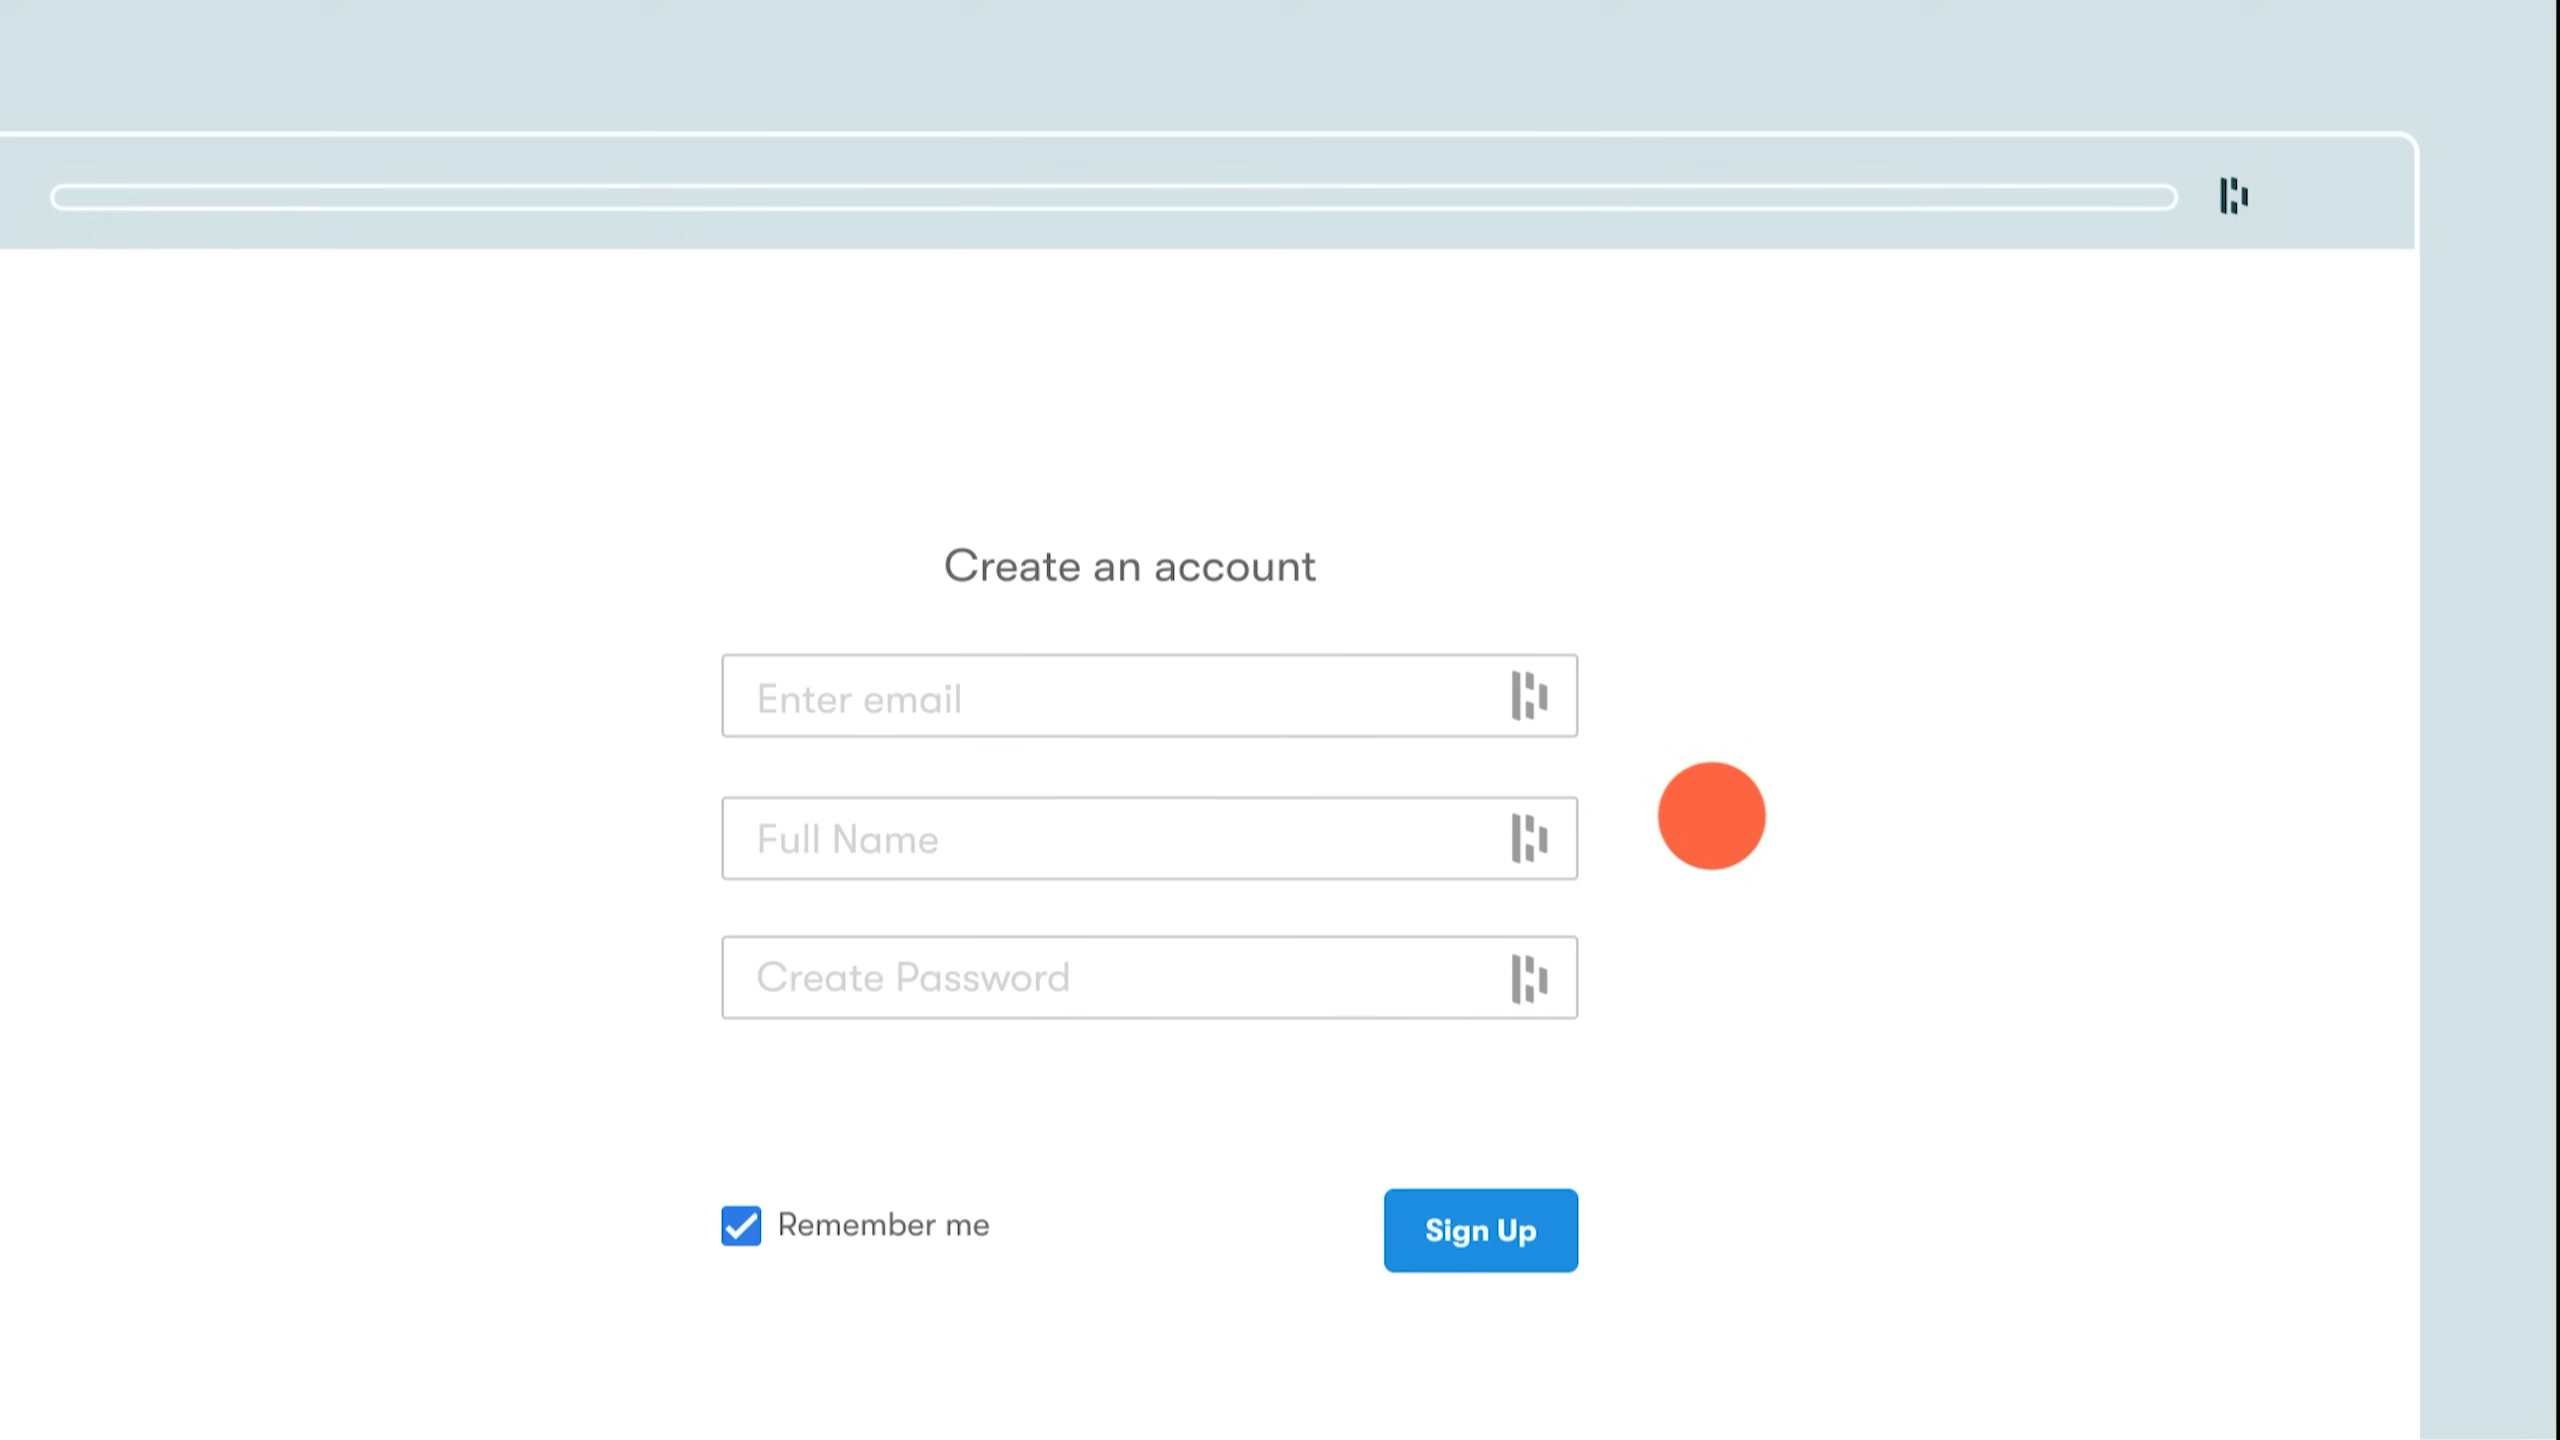 Create an account
Enter email
Full Name
Create Password
Remember me
Sign Up